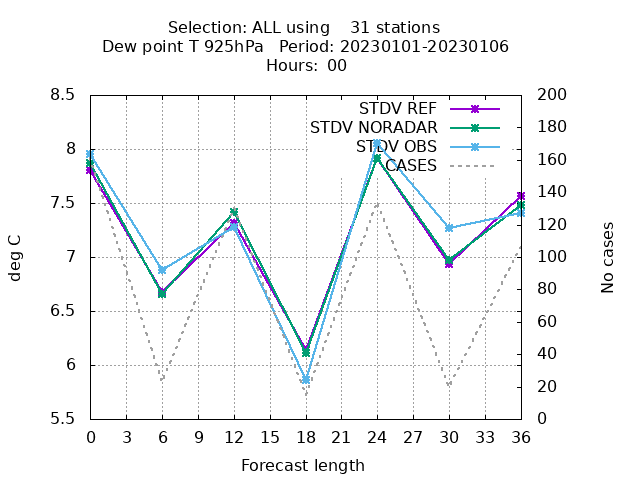 Selection: ALL using    31 stations
Dew point T 925hPa   Period: 20230101-20230106
Hours: 00
STDV REF
STDV NORADAR
STDV OBS
CASES
deg C
8.5
8
7.5
7
6.5
6
5.5
200
180
160
140
120
100
80
60
40
20
0
No cases
0 3 6 9 12 15 18 21 24 27 30 33 36
Forecast length